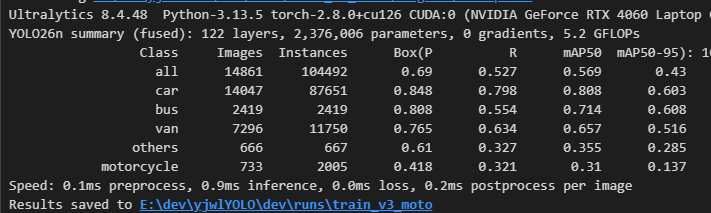 Ultralytics 8.4.48 Python-3.13.5 torch-2.8.0+cu126 CUDA:0 (NVIDIA GeForce RTX 4060 Laptop
YOLO26n summary (fused): 122 layers, 2,376,006 parameters, 0 gradients, 5.2 GFLOPs
Class Images Instances Box(P R mAP50 mAP50-95):
all 14861 104492 0.69 0.527 0.569 0.43
car 14047 87651 0.848 0.798 0.808 0.603
bus 2419 2419 0.808 0.554 0.714 0.608
van 7296 11750 0.765 0.634 0.657 0.516
others 666 667 0.61 0.327 0.355 0.285
motorcycle 733 2005 0.418 0.321 0.31 0.137
Speed: 0.1ms preprocess, 0.9ms inference, 0.0ms loss, 0.2ms postprocess per image
Results saved to E:\dev\yjwlYOLO\dev\runs\train_v3_moto